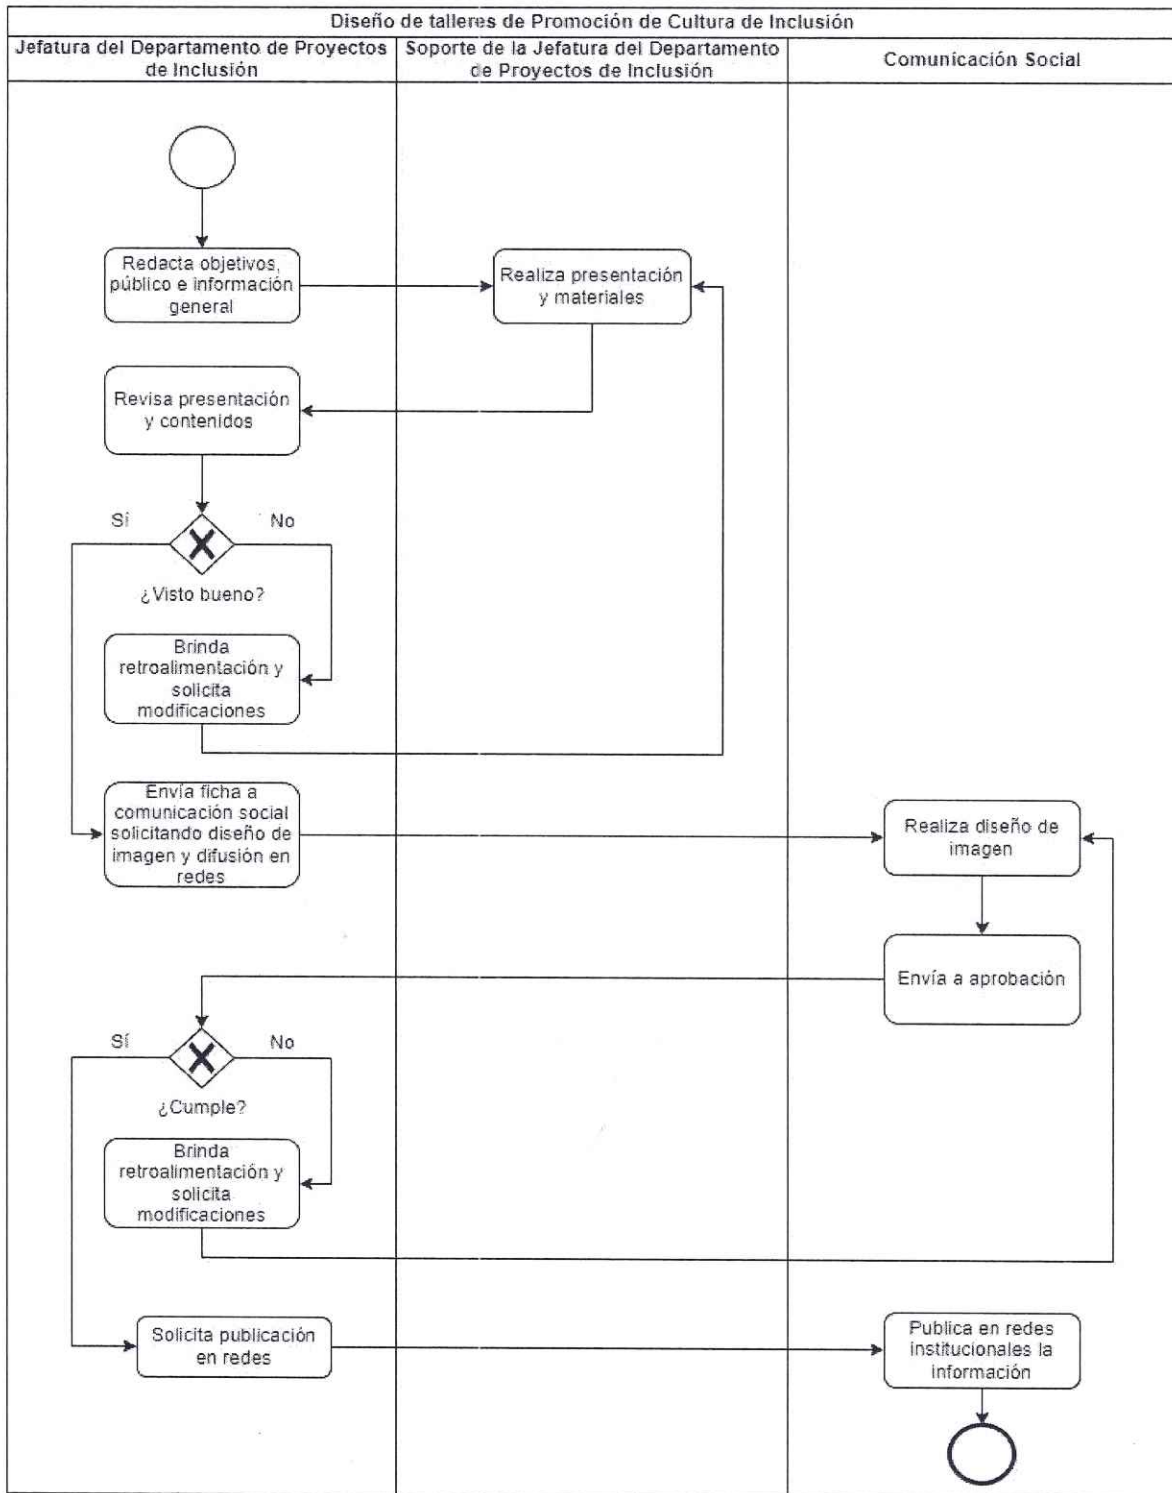 Diseño de talleres de Promoción de Cultura de Inclusión
Jefatura del Departamento de Proyectos
de Inclusión
Soporte de la Jefatura del Departamento
de Proyectos de Inclusión
Comunicación Social
Redacta objetivos,
público e información
general
Realiza presentación
y materiales
Revisa presentación
y contenidos
Sí
No
¿Visto bueno?
Brinda
retroalimentación y
solicita
modificaciones
Envía ficha a
comunicación social
solicitando diseño de
imagen y difusión en
redes
Realiza diseño de
imagen
Envía a aprobación
Sí
No
¿Cumple?
Brinda
retroalimentación y
solicita
modificaciones
Solicita publicación
en redes
Publica en redes
institucionales la
información